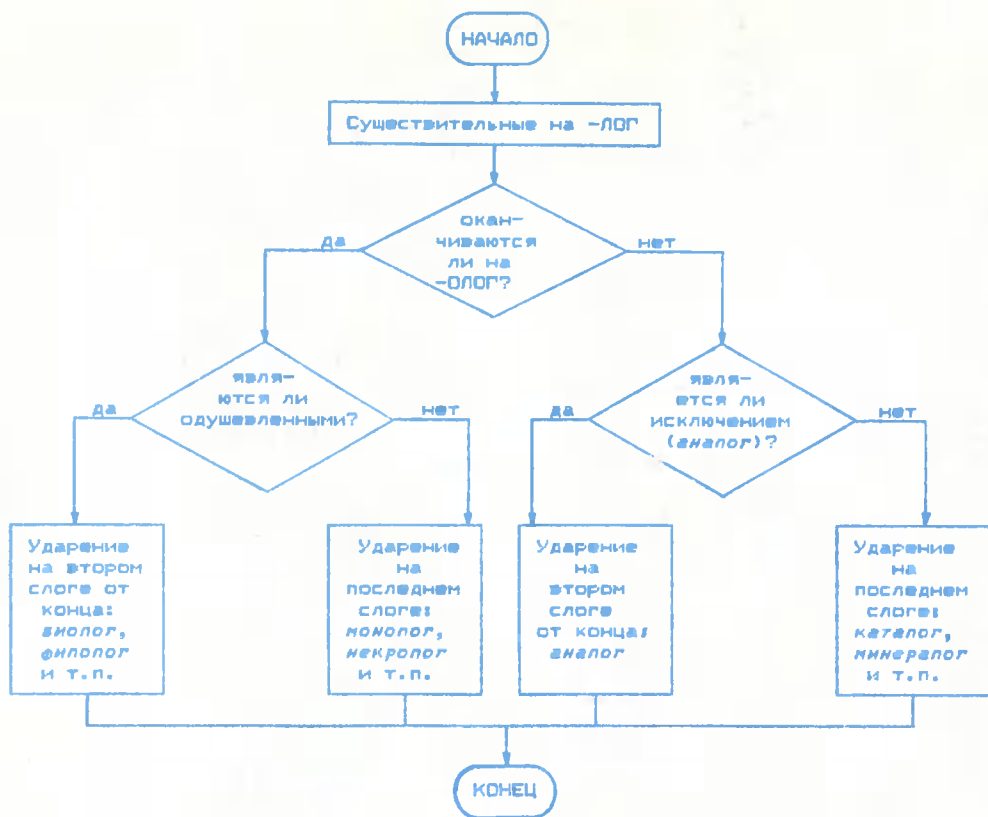 НАЧАЛО
Существительные на -ЛОГ
окан-
чиваются
ли на
-ОЛОГ?
да
нет
явля-
ются ли
одушевленными?
да
нет
явля-
ется ли
исключением
(аналог)?
да
нет
Ударение
на втором
слоге от
конца:
биолог,
филолог
и т.п.
Ударение
на
последнем
слоге:
монолог,
некролог
и т.п.
Ударение
на
втором
слоге
от конца:
аналог
Ударение
на
последнем
слоге:
каталог,
минералог
и т.п.
КОНЕЦ